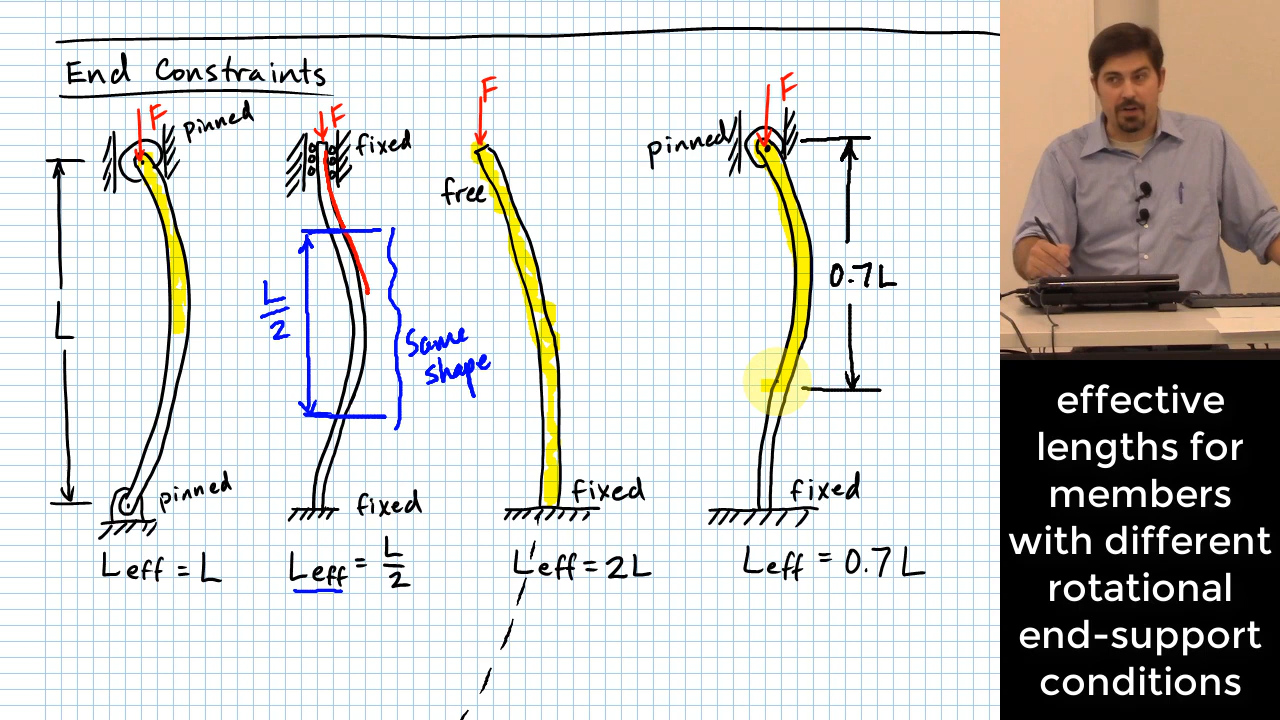 End Constraints
F
pinned
L
pinned
Leff = L
F
fixed
L/2
Same
shape
fixed
Leff = L/2
F
free
fixed
Leff = 2L
F
pinned
0.7L
fixed
Leff = 0.7L
effective
lengths for
members
with different
rotational
end-support
conditions